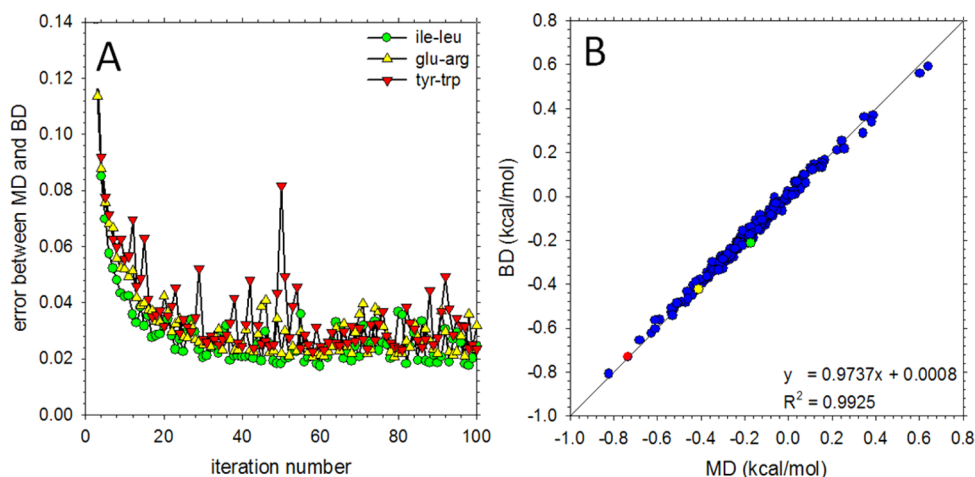 A
ile-leu
glu-arg
tyr-trp
error between MD and BD
0.14
0.12
0.10
0.08
0.06
0.04
0.02
0.00
0 20 40 60 80 100
iteration number
B
BD (kcal/mol)
0.8
0.6
0.4
0.2
0.0
-0.2
-0.4
-0.6
-0.8
-1.0
y = 0.9737x + 0.0008
R² = 0.9925
-1.0 -0.8 -0.6 -0.4 -0.2 0.0 0.2 0.4 0.6 0.8
MD (kcal/mol)